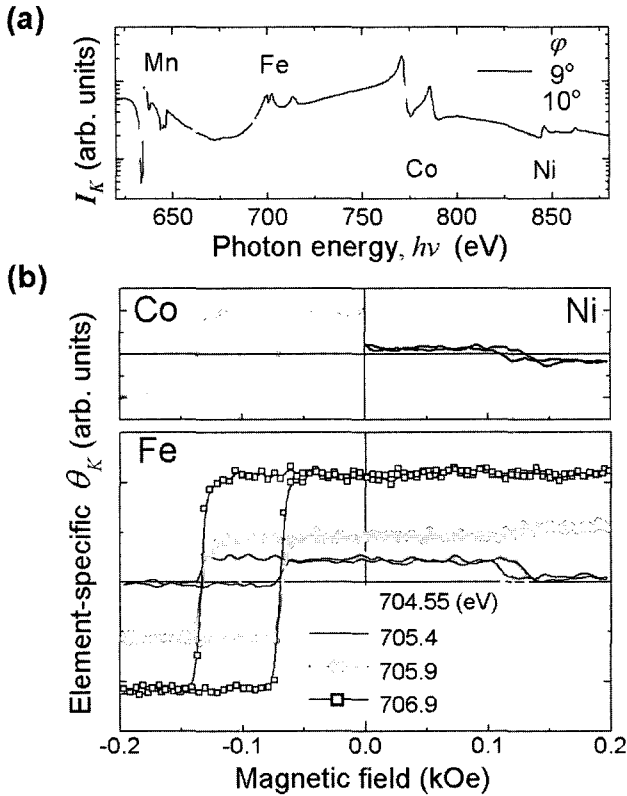 (a)
I_K (arb. units)
Mn
Fe
Co
Ni
φ
9°
10°
650 700 750 800 850
Photon energy, hν (eV)
(b)
Element-specific θ_K (arb. units)
Co
Ni
Fe
704.55 (eV)
705.4
705.9
706.9
-0.2 -0.1 0.0 0.1 0.2
Magnetic field (kOe)